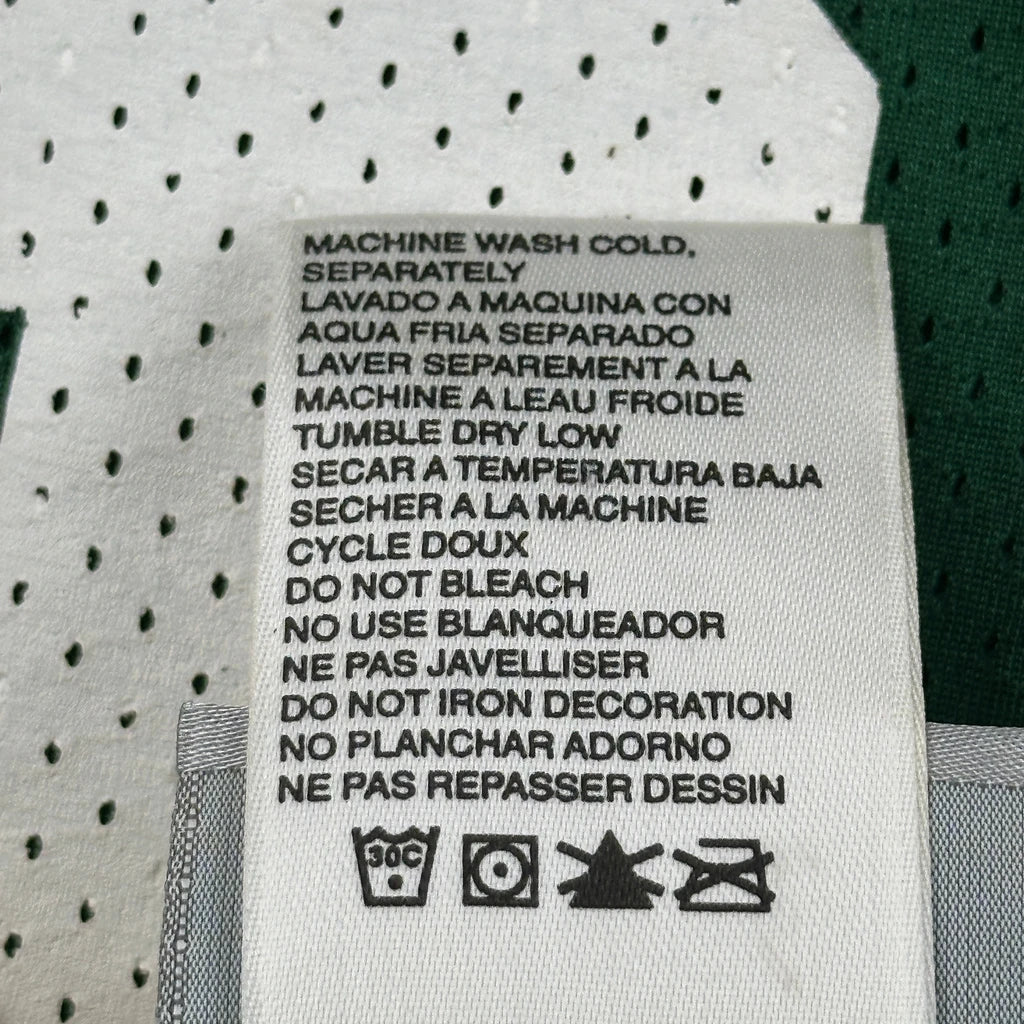 MACHINE WASH COLD,
SEPARATELY
LAVADO A MAQUINA CON
AQUA FRIA SEPARADO
LAVER SEPAREMENT A LA
MACHINE A LEAU FROIDE
TUMBLE DRY LOW
SECAR A TEMPERATURA BAJA
SECHER A LA MACHINE
CYCLE DOUX
DO NOT BLEACH
NO USE BLANQUEADOR
NE PAS JAVELLISER
DO NOT IRON DECORATION
NO PLANCHAR ADORNO
NE PAS REPASSER DESSIN
30C